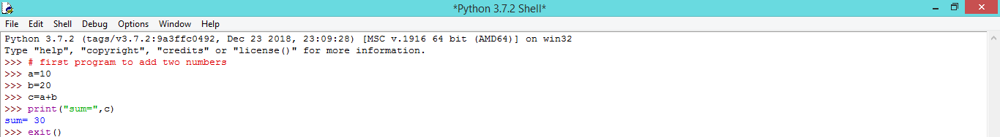 *Python 3.7.2 Shell*
File Edit Shell Debug Options Window Help
Python 3.7.2 (tags/v3.7.2:9a3ffc0492, Dec 23 2018, 23:09:28) [MSC v.1916 64 bit (AMD64)] on win32
Type "help", "copyright", "credits" or "license()" for more information.
>>> # first program to add two numbers
>>> a=10
>>> b=20
>>> c=a+b
>>> print("sum=",c)
sum= 30
>>> exit()